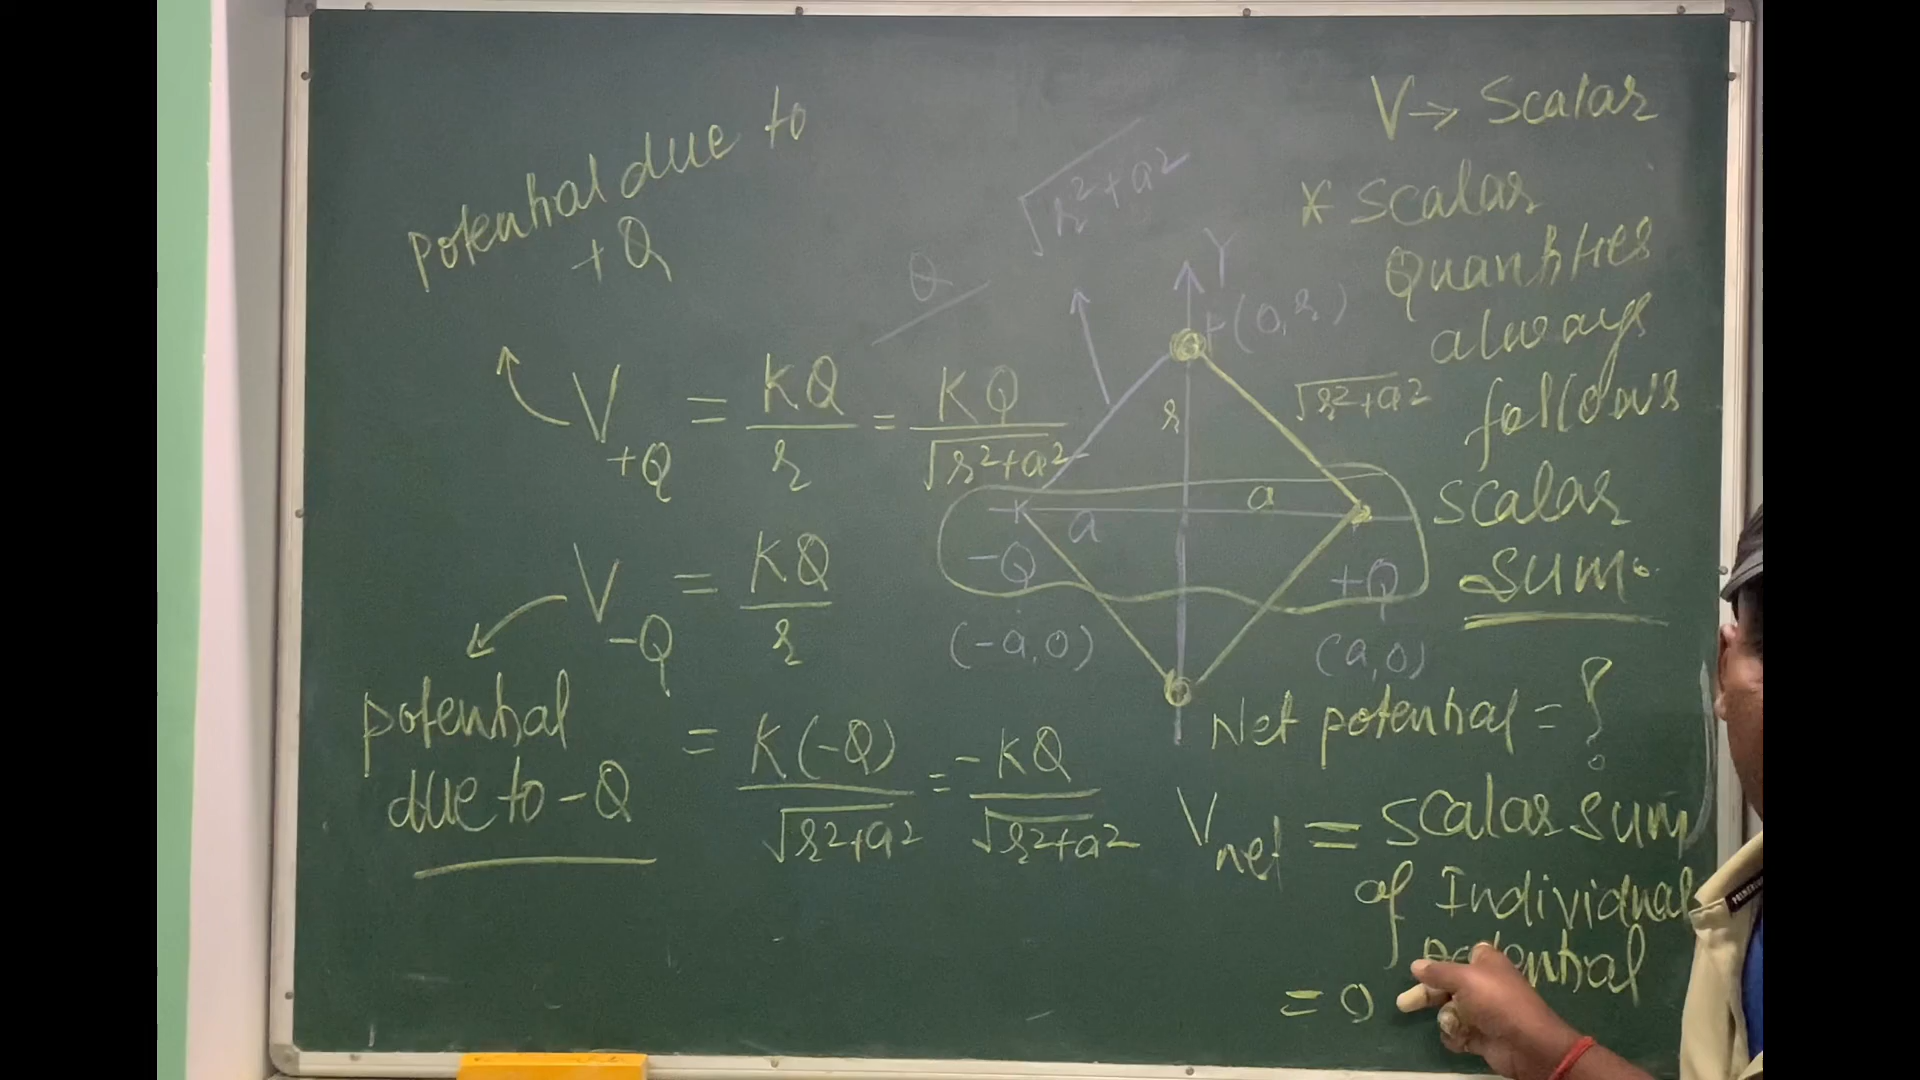 potential due to
+Q
V+Q = KQ/r = KQ/√r²+a²
V-Q = KQ/r
= K(-Q)/√r²+a² = -KQ/√r²+a²
potential
due to -Q
θ
√r²+a²
Y
(0,r)
r
√r²+a²
a
a
-Q
+Q
(-a,0)
(a,0)
V → Scalar
* Scalar
Quantities
always
follows
scalar
sum.
Net potential = ?
Vnet = scalar sum
of Individual
potential
= 0